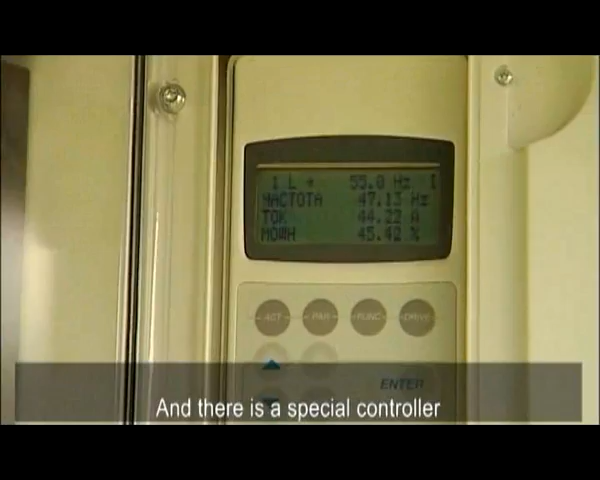 1 L → 55.0 Hz I
ЧАСТОТА 47.13 Hz
ТОК 44.22 A
МОЩН 45.42 %
ACT PAR FUNC DRIVE
ENTER
And there is a special controller